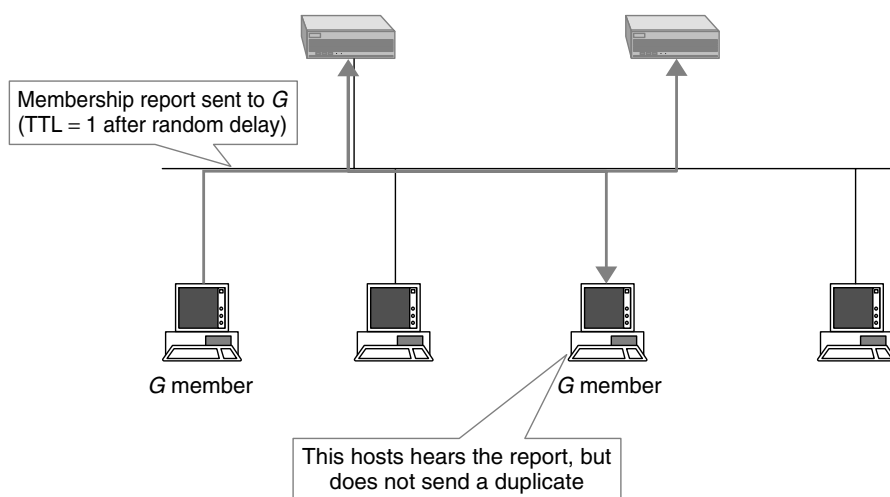 Membership report sent to G
(TTL = 1 after random delay)
G member
G member
This hosts hears the report, but
does not send a duplicate